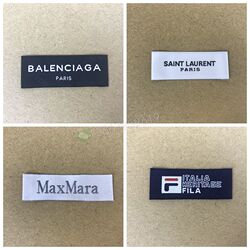 BALENCIAGA
PARIS
SAINT LAURENT
PARIS
MaxMara
ITALIA
HERITAGE
FILA